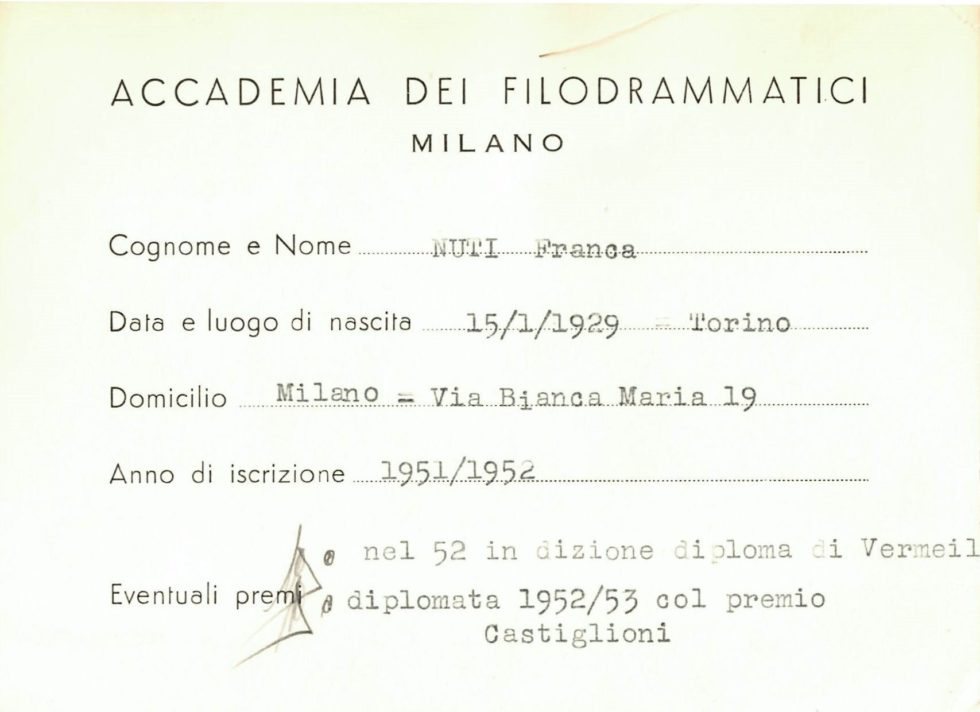 ACCADEMIA DEI FILODRAMMATICI
MILANO
Cognome e Nome NUTI Franca
Data e luogo di nascita 15/1/1929 = Torino
Domicilio Milano = Via Bianca Maria 19
Anno di iscrizione 1951/1952
nel 52 in dizione diploma di Vermeil
Eventuali premi diplomata 1952/53 col premio
Castiglioni